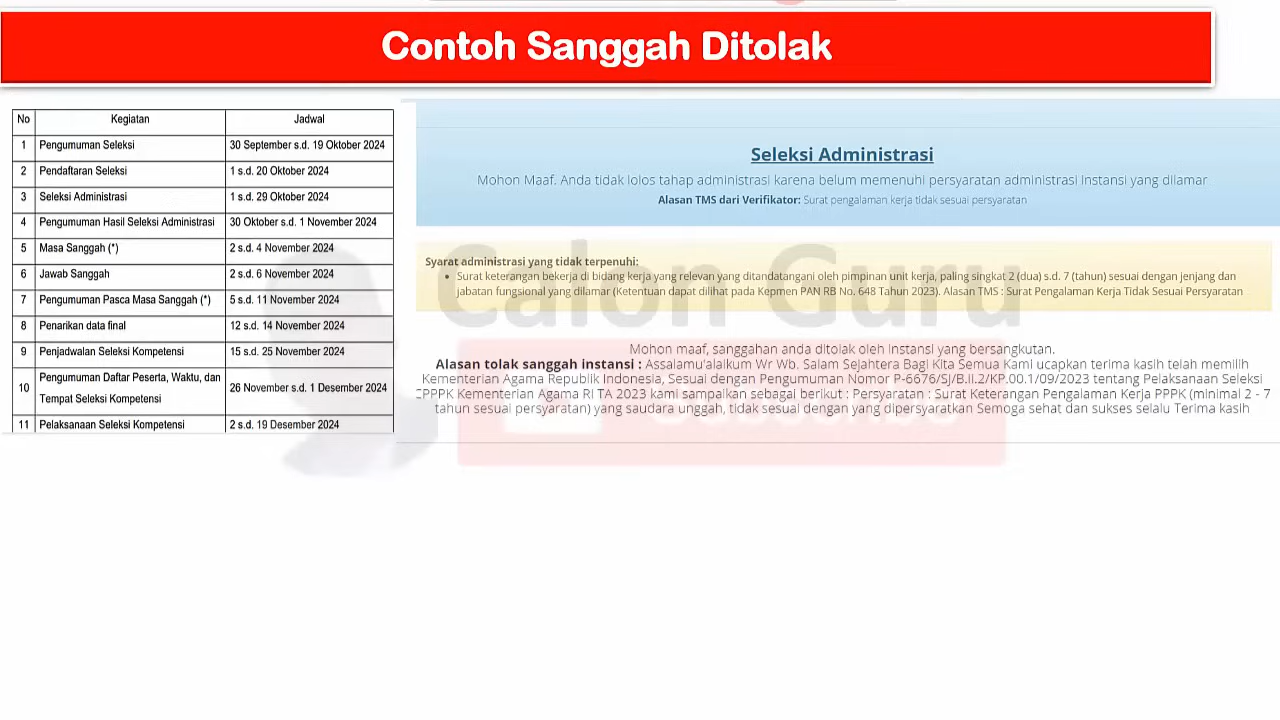 Contoh Sanggah Ditolak
No Kegiatan Jadwal
1 Pengumuman Seleksi 30 September s.d. 19 Oktober 2024
2 Pendaftaran Seleksi 1 s.d. 20 Oktober 2024
3 Seleksi Administrasi 1 s.d. 29 Oktober 2024
4 Pengumuman Hasil Seleksi Administrasi 30 Oktober s.d. 1 November 2024
5 Masa Sanggah (*) 2 s.d. 4 November 2024
6 Jawab Sanggah 2 s.d. 6 November 2024
7 Pengumuman Pasca Masa Sanggah (*) 5 s.d. 11 November 2024
8 Penarikan data final 12 s.d. 14 November 2024
9 Penjadwalan Seleksi Kompetensi 15 s.d. 25 November 2024
10 Pengumuman Daftar Peserta, Waktu, dan
Tempat Seleksi Kompetensi 26 November s.d. 1 Desember 2024
11 Pelaksanaan Seleksi Kompetensi 2 s.d. 19 Desember 2024
Seleksi Administrasi
Mohon Maaf. Anda tidak lolos tahap administrasi karena belum memenuhi persyaratan administrasi Instansi yang dilamar
Alasan TMS dari Verifikator: Surat pengalaman kerja tidak sesuai persyaratan
Syarat administrasi yang tidak terpenuhi:
• Surat keterangan bekerja di bidang kerja yang relevan yang ditandatangani oleh pimpinan unit kerja, paling singkat 2 (dua) s.d. 7 (tahun) sesuai dengan jenjang dan
jabatan fungsional yang dilamar (Ketentuan dapat dilihat pada Kepmen PAN RB No. 648 Tahun 2023). Alasan TMS : Surat Pengalaman Kerja Tidak Sesuai Persyaratan
Calon Guru
Mohon maaf, sanggahan anda ditolak oleh Instansi yang bersangkutan.
Alasan tolak sanggah instansi : Assalamu'alaikum Wr Wb. Salam Sejahtera Bagi Kita Semua Kami ucapkan terima kasih telah memilih
Kementerian Agama Republik Indonesia, Sesuai dengan Pengumuman Nomor P-6676/SJ/B.II.2/KP.00.1/09/2023 tentang Pelaksanaan Seleksi
CPPPK Kementerian Agama RI TA 2023 kami sampaikan sebagai berikut : Persyaratan : Surat Keterangan Pengalaman Kerja PPPK (minimal 2 - 7
tahun sesuai persyaratan) yang saudara unggah, tidak sesuai dengan yang dipersyaratkan Semoga sehat dan sukses selalu Terima kasih